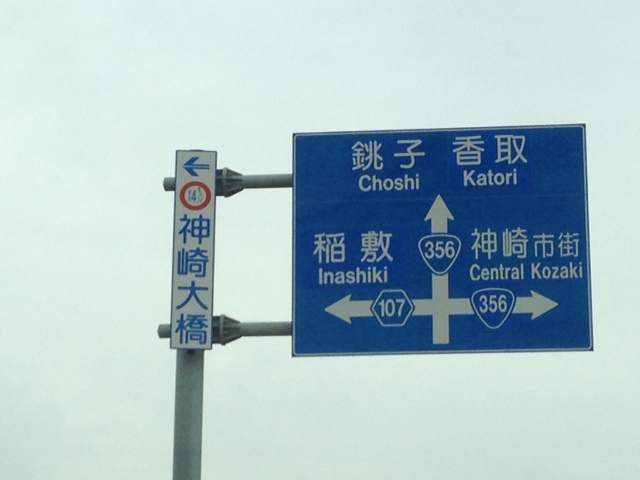 14t
神崎大橋
銚子 香取
Choshi Katori
稲敷 356 神崎市街
Inashiki Central Kozaki
107 356